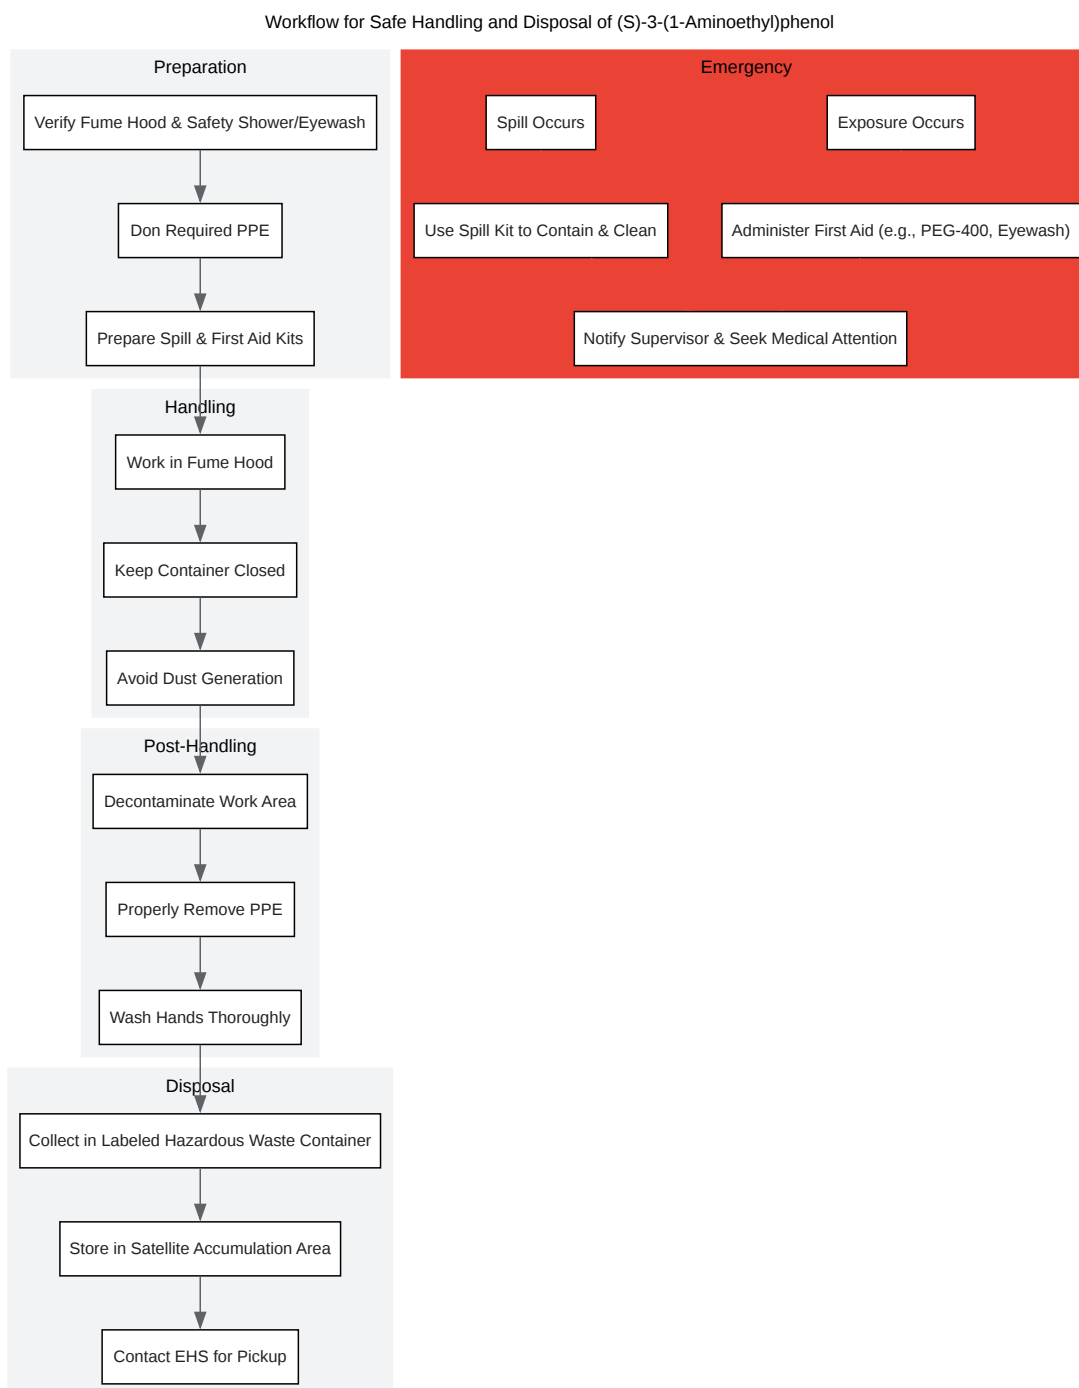 Workflow for Safe Handling and Disposal of (S)-3-(1-Aminoethyl)phenol
Preparation
Verify Fume Hood & Safety Shower/Eyewash
Don Required PPE
Prepare Spill & First Aid Kits
Emergency
Spill Occurs
Exposure Occurs
Use Spill Kit to Contain & Clean
Administer First Aid (e.g., PEG-400, Eyewash)
Notify Supervisor & Seek Medical Attention
Handling
Work in Fume Hood
Keep Container Closed
Avoid Dust Generation
Post-Handling
Decontaminate Work Area
Properly Remove PPE
Wash Hands Thoroughly
Disposal
Collect in Labeled Hazardous Waste Container
Store in Satellite Accumulation Area
Contact EHS for Pickup